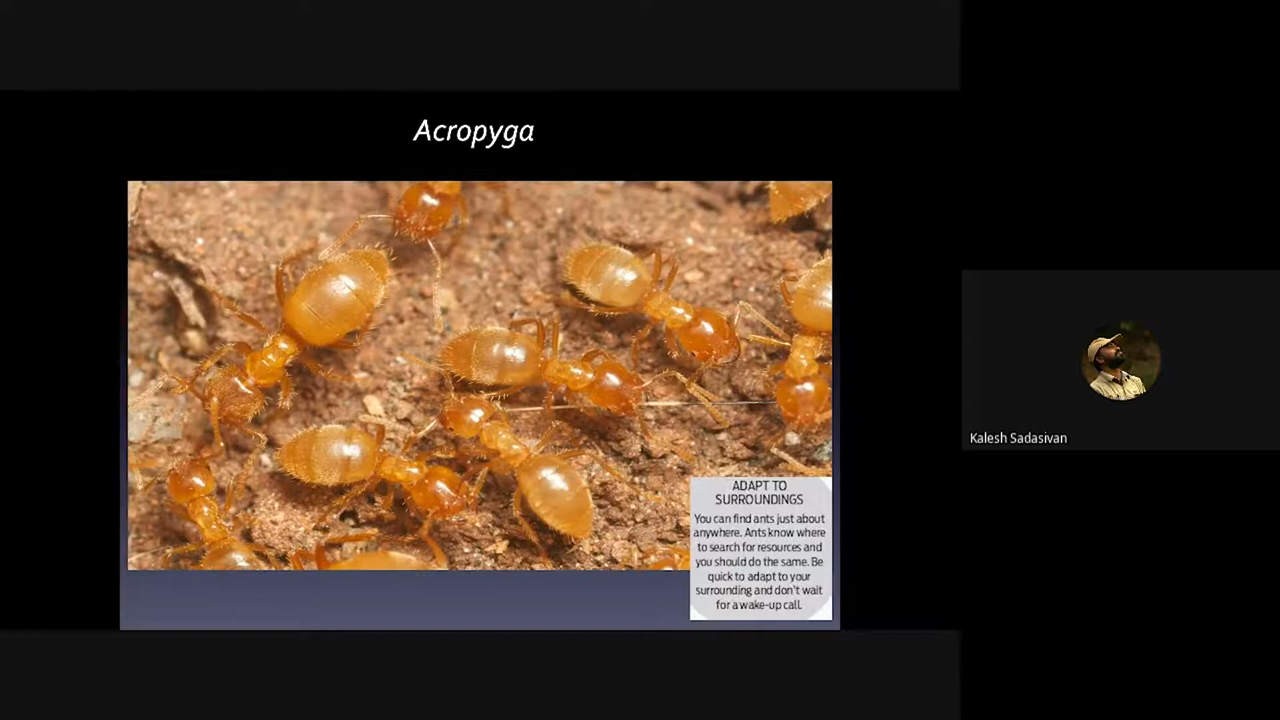 Acropyga
ADAPT TO
SURROUNDINGS
You can find ants just about
anywhere. Ants know where
to search for resources and
you should do the same. Be
quick to adapt to your
surrounding and don't wait
for a wake-up call.
Kalesh Sadasivan